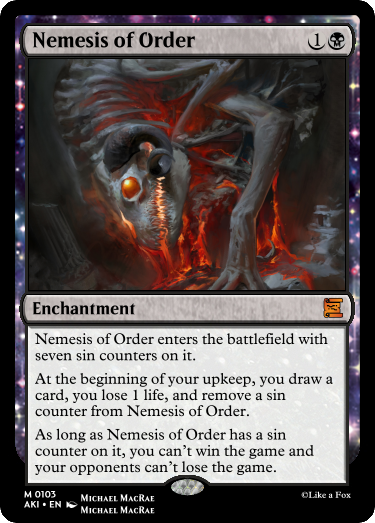 Nemesis of Order
1
Enchantment
Nemesis of Order enters the battlefield with
seven sin counters on it.
At the beginning of your upkeep, you draw a
card, you lose 1 life, and remove a sin
counter from Nemesis of Order.
As long as Nemesis of Order has a sin
counter on it, you can't win the game and
your opponents can't lose the game.
M 0103
AKI • EN Michael MacRae
Michael MacRae
©Like a Fox